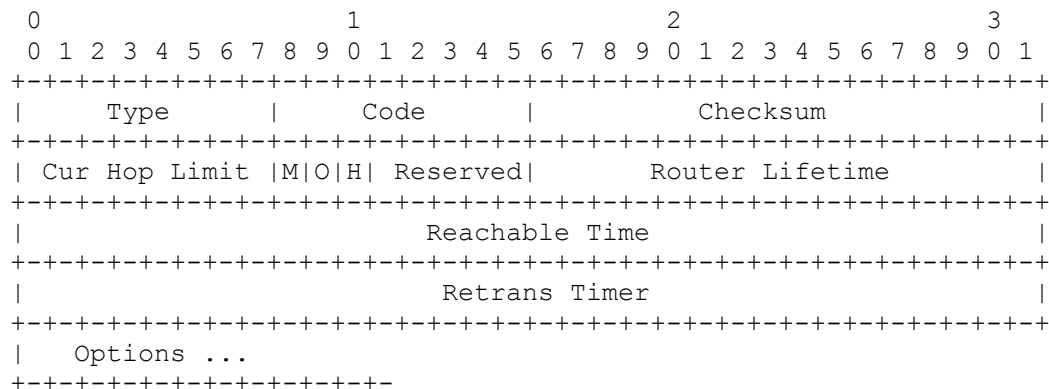 0                   1                   2                   3
 0 1 2 3 4 5 6 7 8 9 0 1 2 3 4 5 6 7 8 9 0 1 2 3 4 5 6 7 8 9 0 1
+-+-+-+-+-+-+-+-+-+-+-+-+-+-+-+-+-+-+-+-+-+-+-+-+-+-+-+-+-+-+-+-+
|     Type      |     Code      |          Checksum             |
+-+-+-+-+-+-+-+-+-+-+-+-+-+-+-+-+-+-+-+-+-+-+-+-+-+-+-+-+-+-+-+-+
| Cur Hop Limit |M|O|H| Reserved|       Router Lifetime         |
+-+-+-+-+-+-+-+-+-+-+-+-+-+-+-+-+-+-+-+-+-+-+-+-+-+-+-+-+-+-+-+-+
|                         Reachable Time                        |
+-+-+-+-+-+-+-+-+-+-+-+-+-+-+-+-+-+-+-+-+-+-+-+-+-+-+-+-+-+-+-+-+
|                          Retrans Timer                        |
+-+-+-+-+-+-+-+-+-+-+-+-+-+-+-+-+-+-+-+-+-+-+-+-+-+-+-+-+-+-+-+-+
|   Options ...
+-+-+-+-+-+-+-+-+-+-+-+-